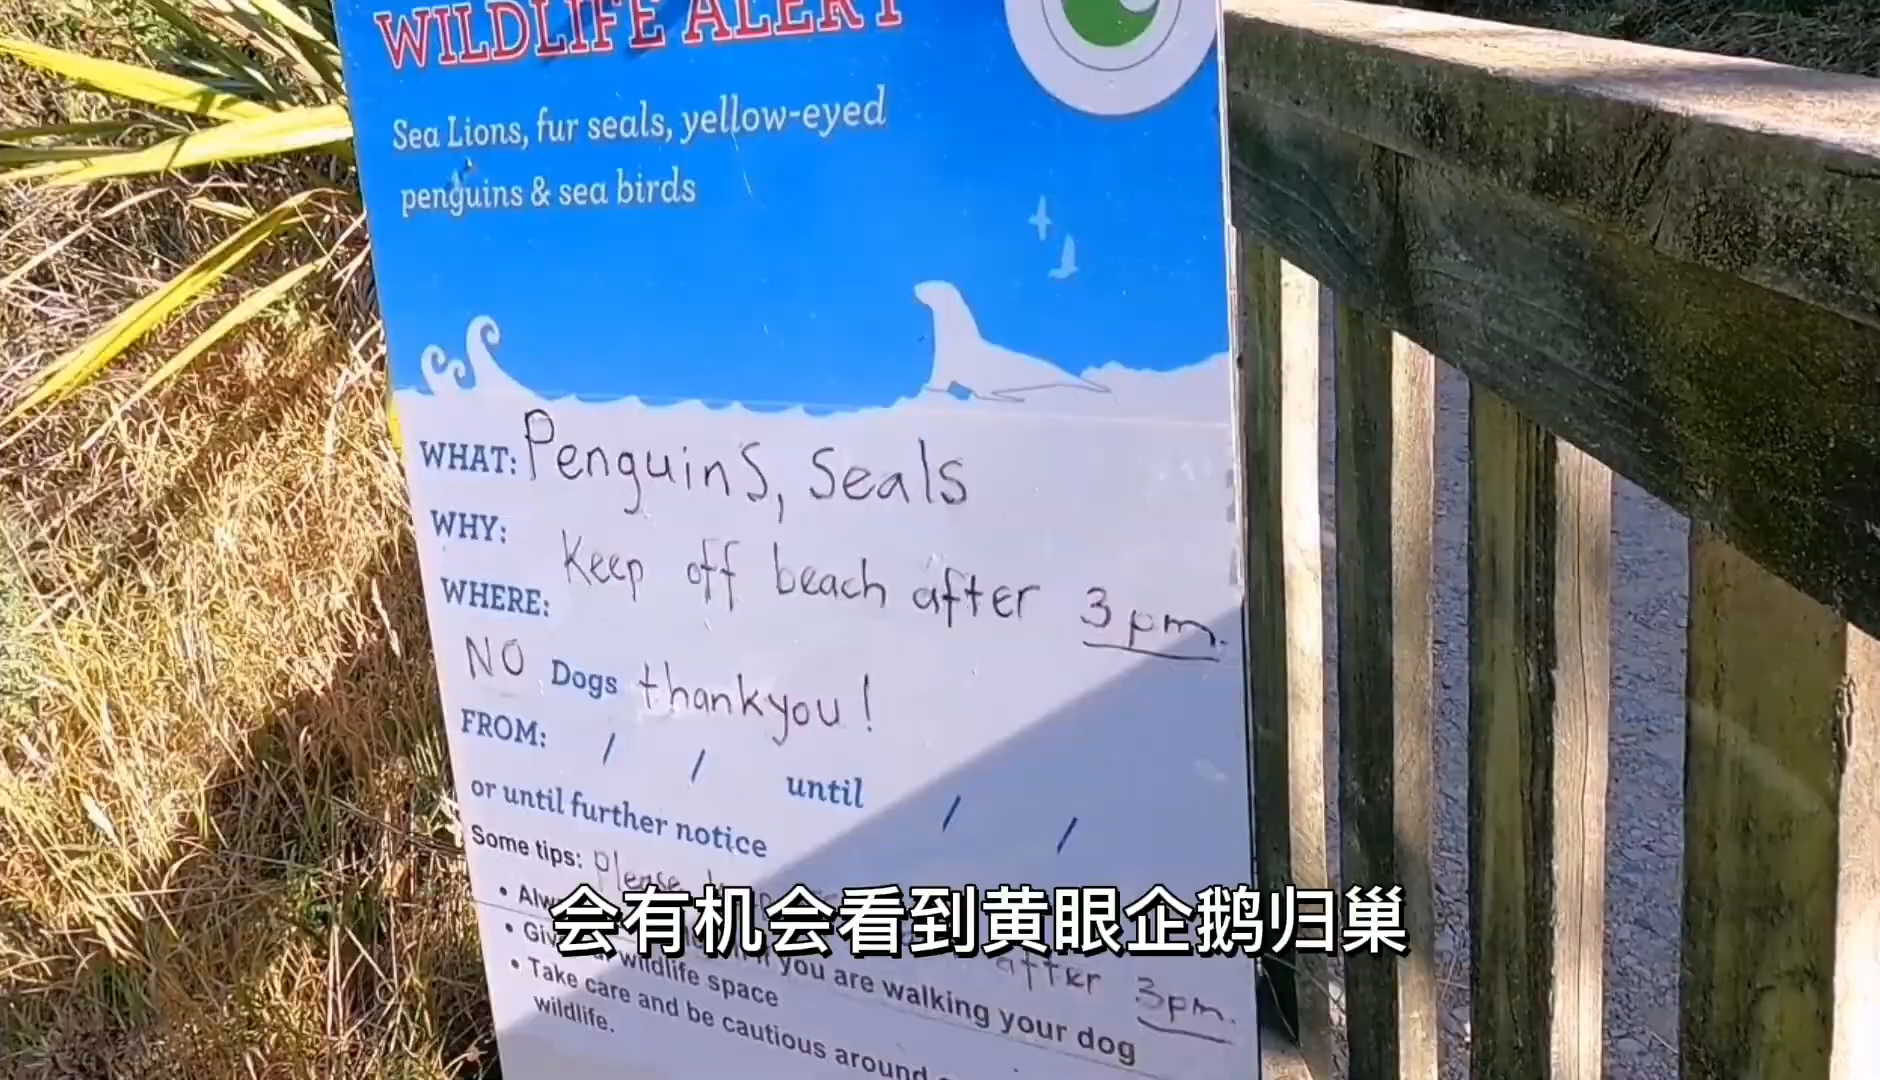 WILDLIFE ALERT
Sea Lions, fur seals, yellow-eyed
penguins & sea birds
WHAT: Penguins, Seals
WHY:
Keep off beach after 3pm.
WHERE:
NO Dogs thankyou!
FROM: / / until / /
or until further notice
Some tips: please
after 3pm.
you are walking your dog
wildlife space
Take care and be cautious around
wildlife.
会有机会看到黄眼企鹅归巢